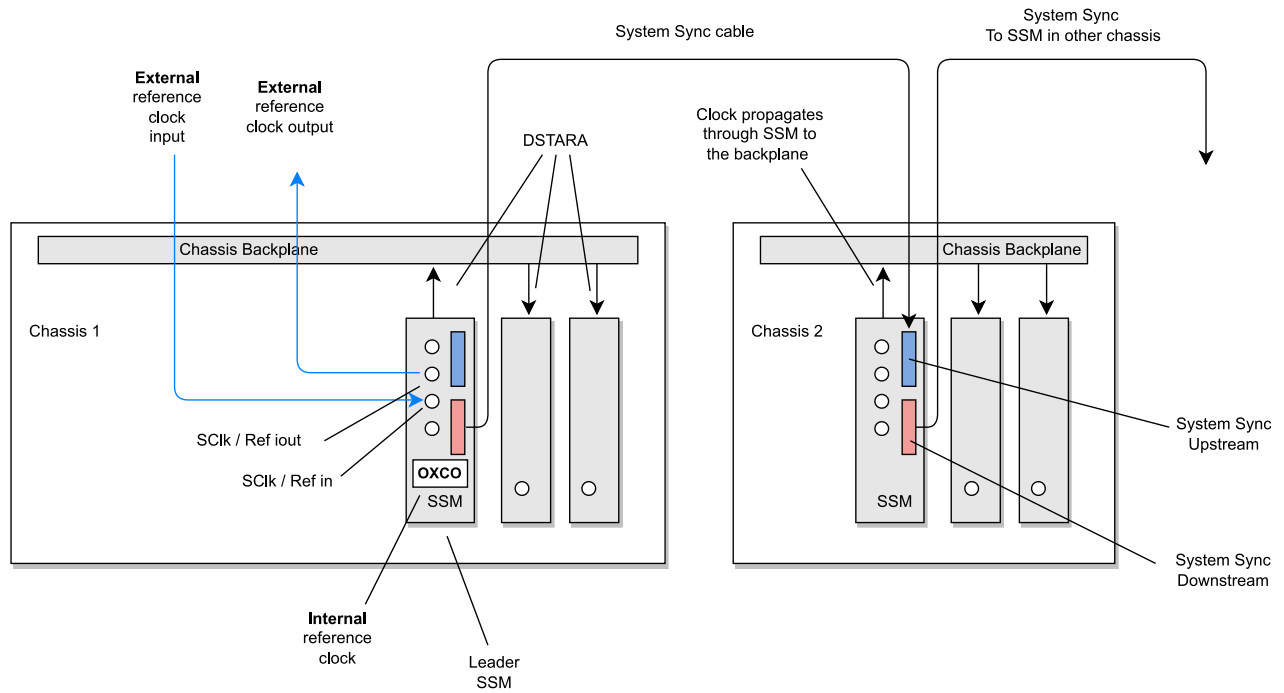 System Sync
To SSM in other chassis
System Sync cable
External
reference
clock
input
External
reference
clock output
DSTARA
Clock propagates
through SSM to
the backplane
Chassis Backplane
Chassis Backplane
Chassis 1
Chassis 2
SClk / Ref iout
SClk / Ref in
OXCO
SSM
SSM
System Sync
Upstream
System Sync
Downstream
Internal
reference
clock
Leader
SSM